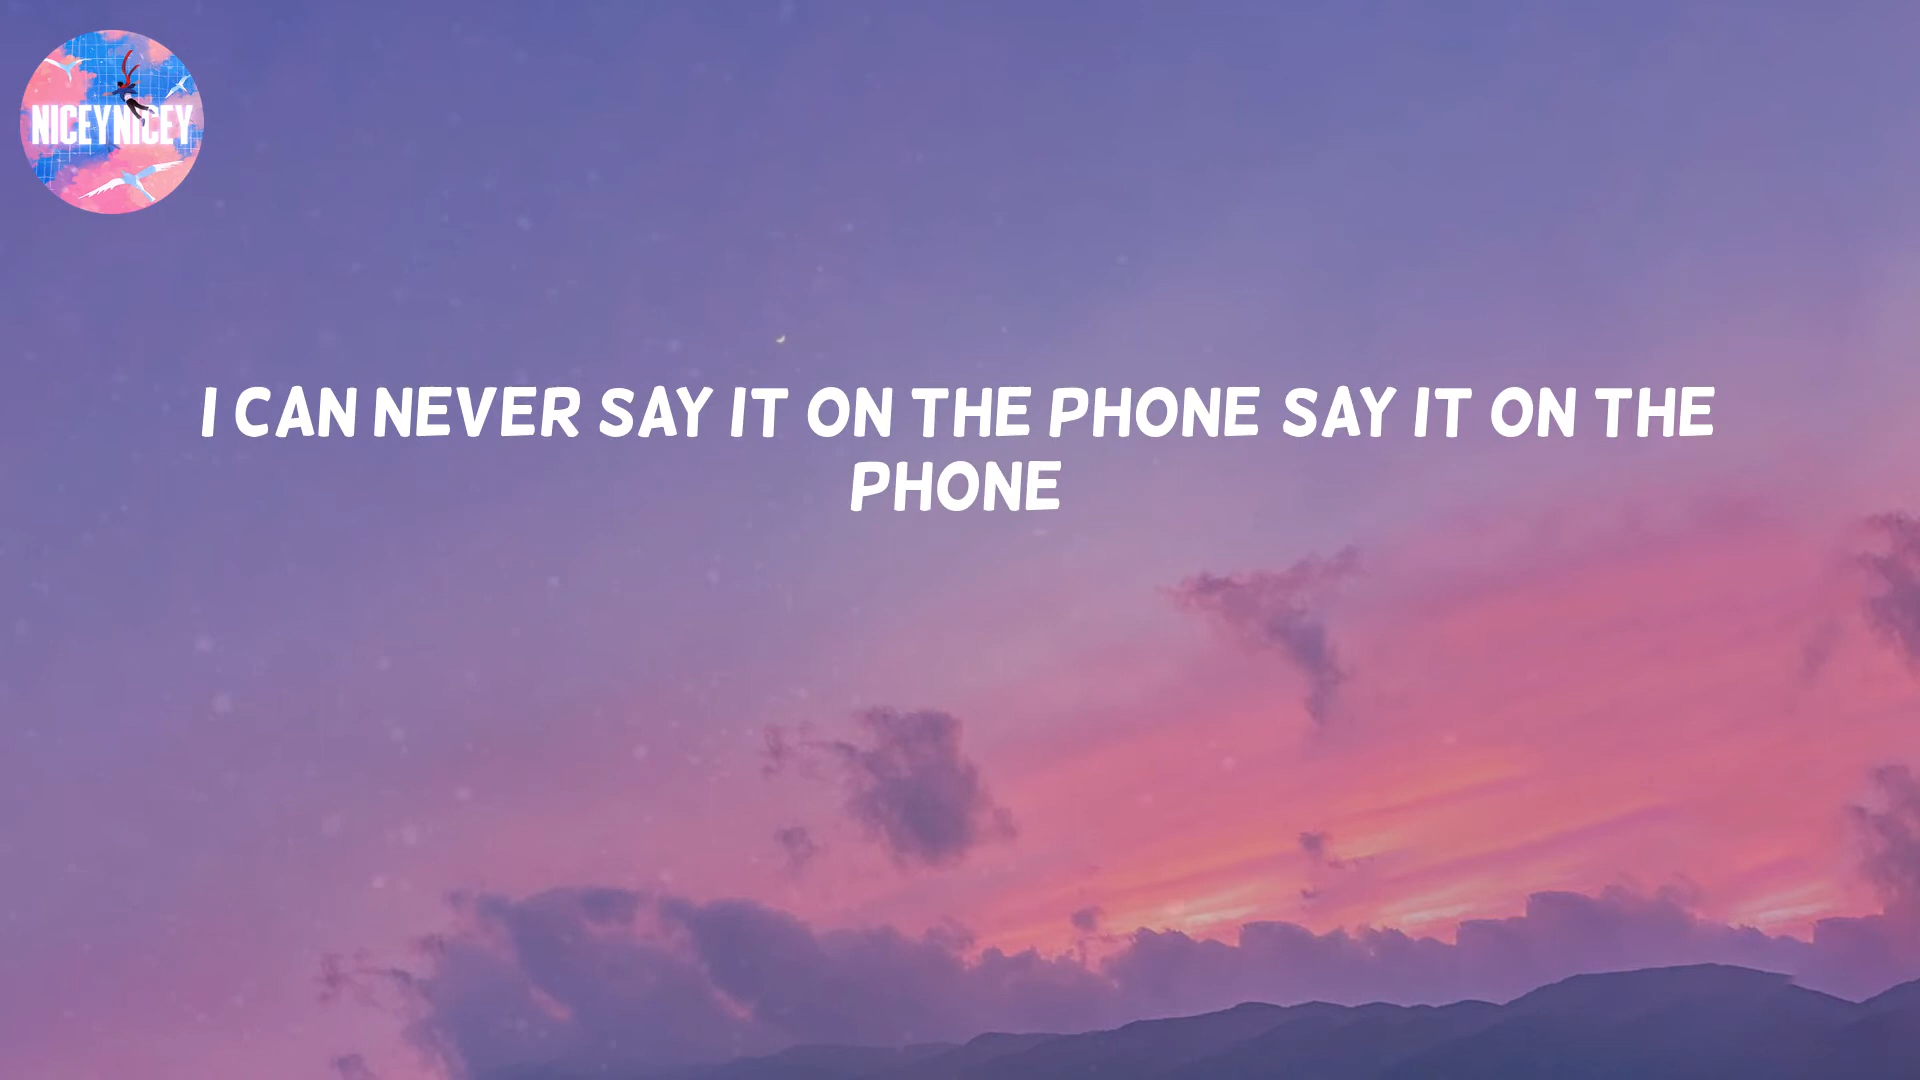 NICEYNICEY
I CAN NEVER SAY IT ON THE PHONE SAY IT ON THE
PHONE